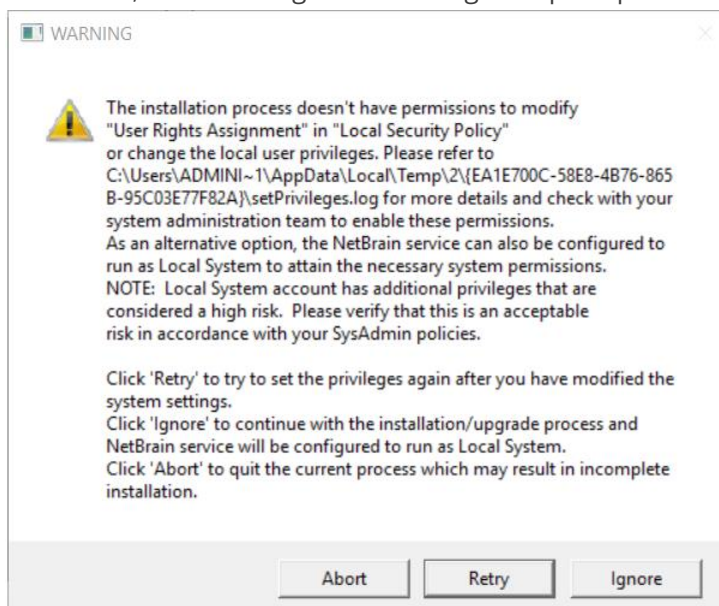 WARNING
The installation process doesn't have permissions to modify
"User Rights Assignment" in "Local Security Policy"
or change the local user privileges. Please refer to
C:\Users\ADMINI~1\AppData\Local\Temp\2\{EA1E700C-58E8-4B76-865
B-95C03E77F82A}\setPrivileges.log for more details and check with your
system administration team to enable these permissions.
As an alternative option, the NetBrain service can also be configured to
run as Local System to attain the necessary system permissions.
NOTE:  Local System account has additional privileges that are
considered a high risk.  Please verify that this is an acceptable
risk in accordance with your SysAdmin policies.
Click 'Retry' to try to set the privileges again after you have modified the
system settings.
Click 'Ignore' to continue with the installation/upgrade process and
NetBrain service will be configured to run as Local System.
Click 'Abort' to quit the current process which may result in incomplete
installation.
Abort Retry Ignore